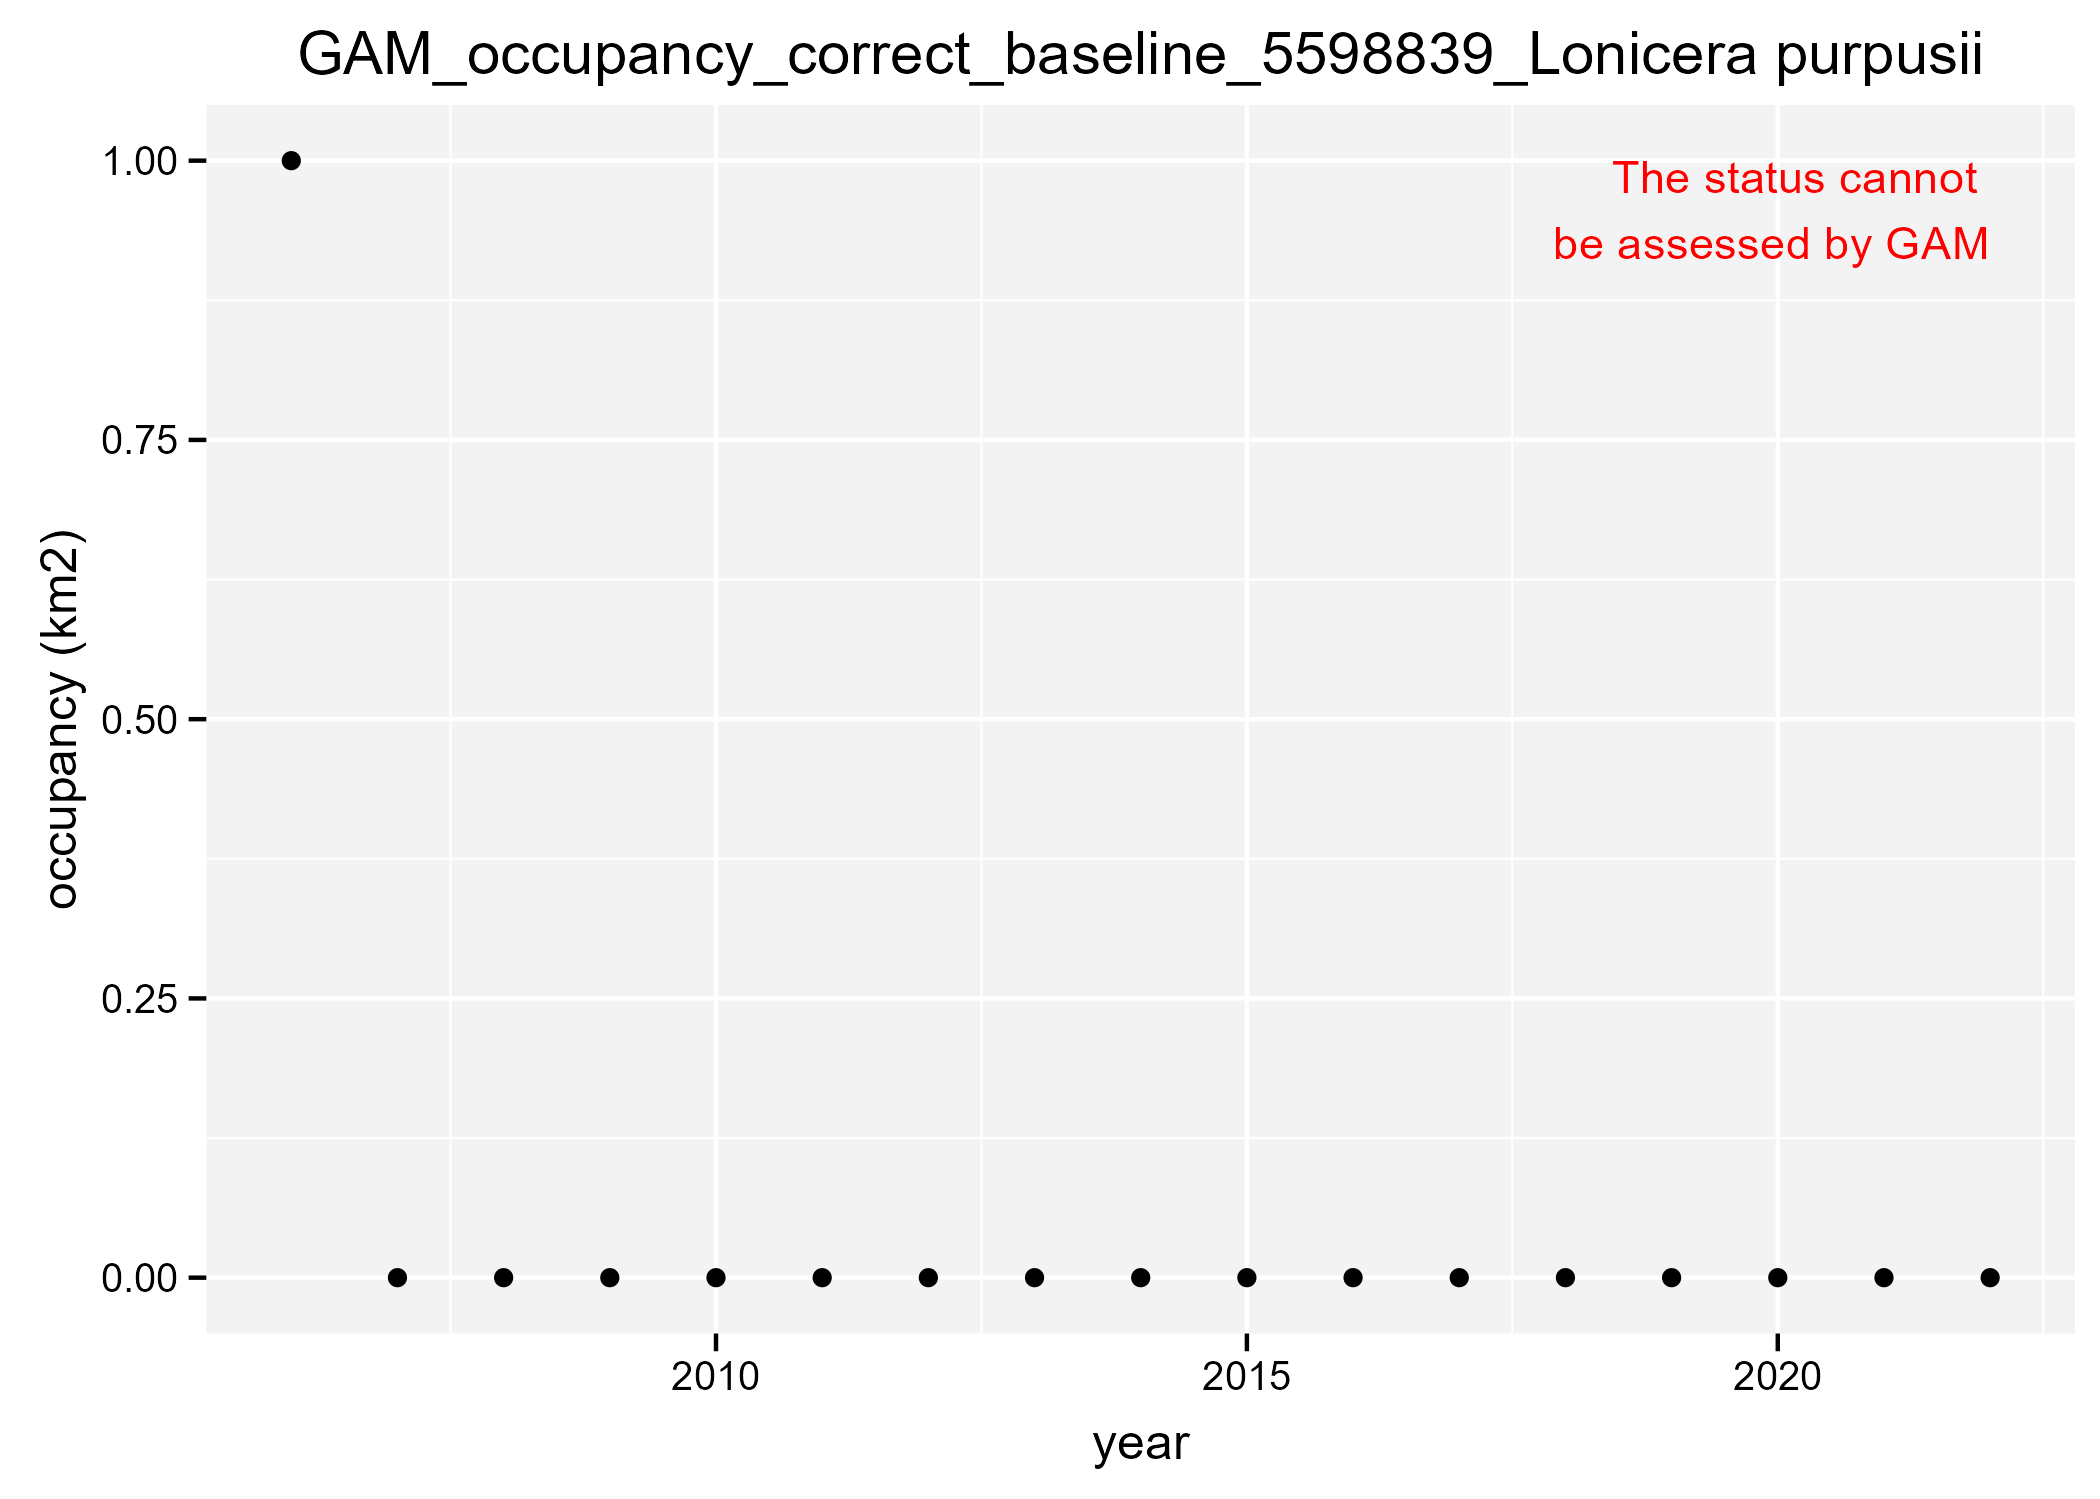 GAM_occupancy_correct_baseline_5598839_Lonicera purpusii
The status cannot
be assessed by GAM
1.00
0.75
0.50
0.25
0.00
occupancy (km2)
2010
2015
2020
year